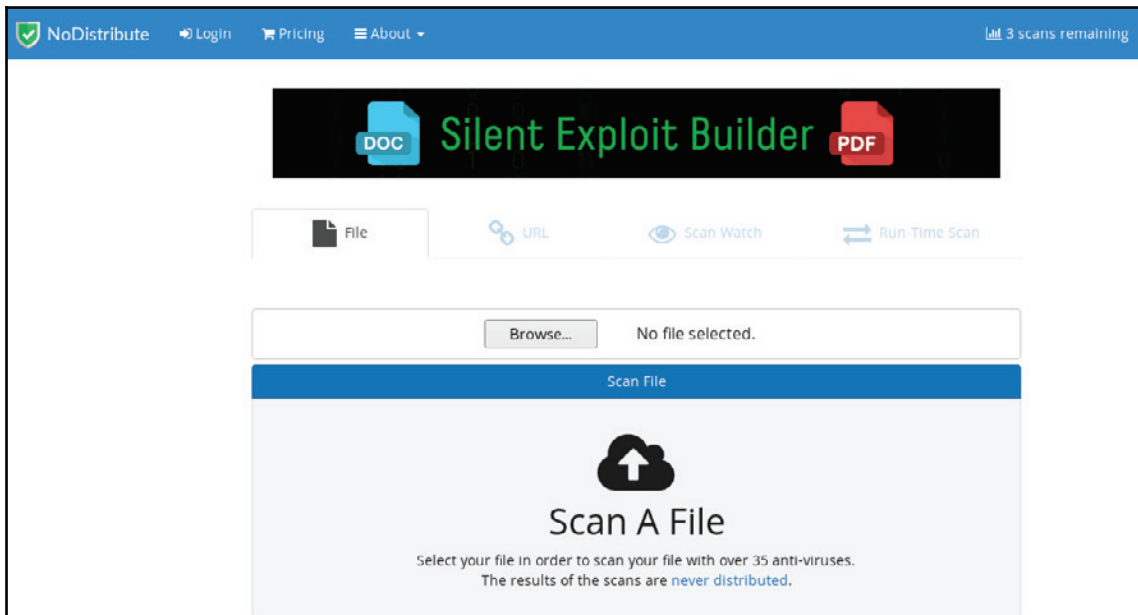 NoDistribute Login Pricing About 3 scans remaining
DOC Silent Exploit Builder PDF
File URL Scan Watch Run-Time Scan
Browse... No file selected.
Scan File
Scan A File
Select your file in order to scan your file with over 35 anti-viruses.
The results of the scans are never distributed.